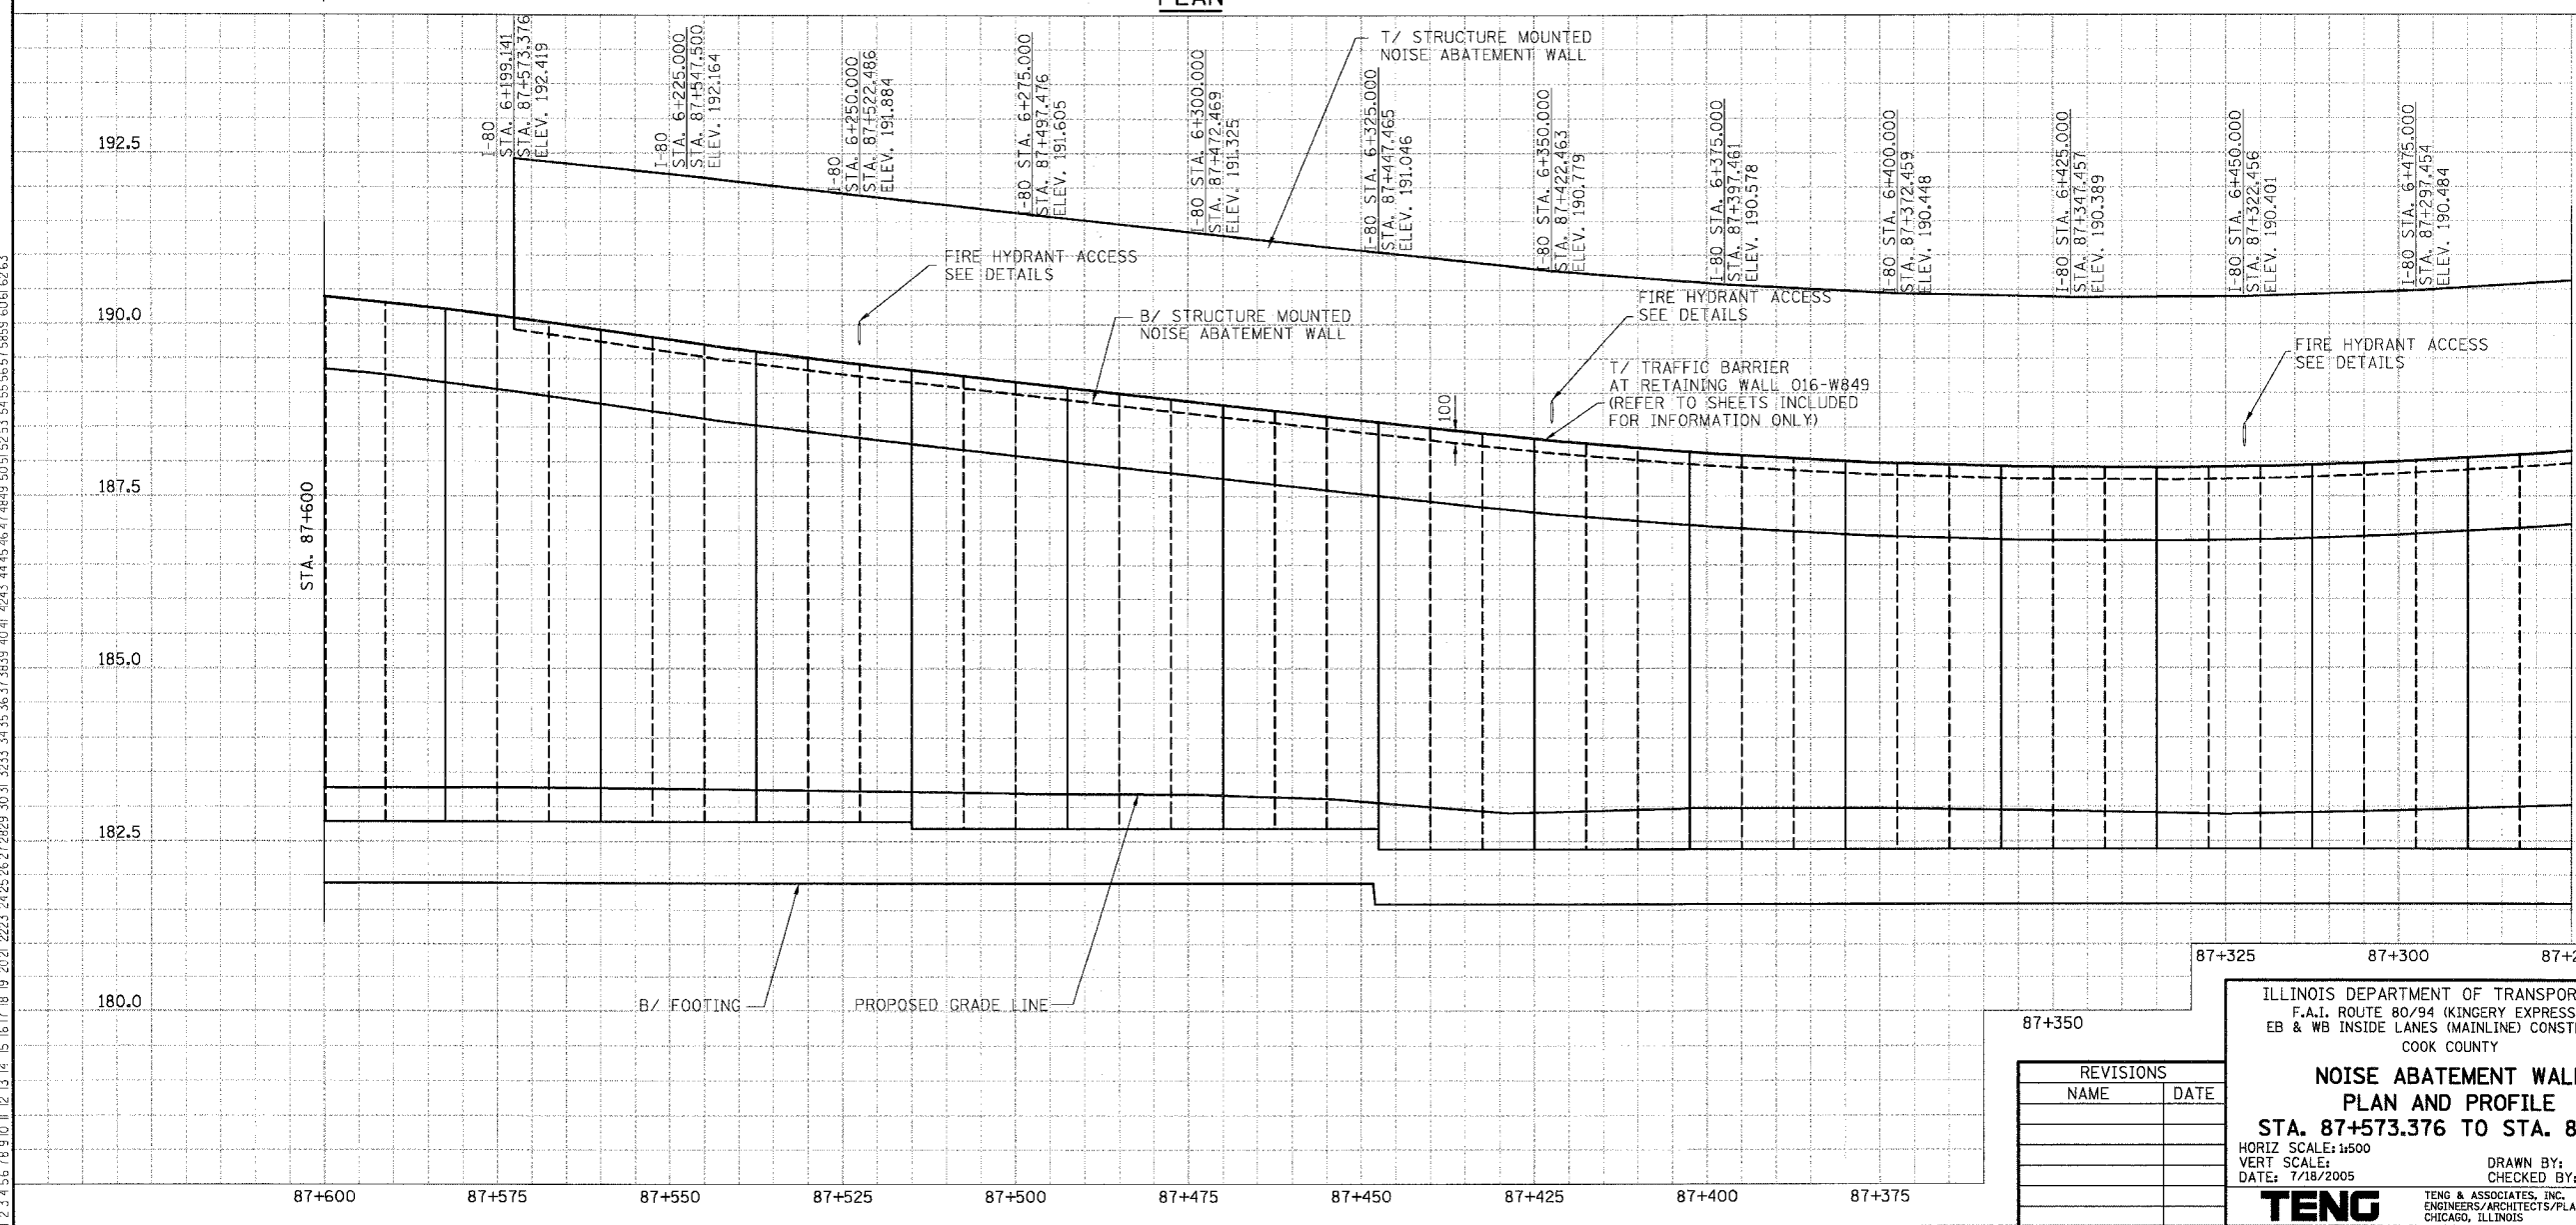 PLAN
I-80
STA. 6+199.141
STA. 87+573.376
ELEV. 192.419
I-80
STA. 6+225.000
STA. 87+547.500
ELEV. 192.164
I-80
STA. 6+250.000
STA. 87+522.486
ELEV. 191.884
I-80 STA. 6+275.000
STA. 87+497.476
ELEV. 191.605
I-80 STA. 6+300.000
STA. 87+472.469
ELEV. 191.325
I-80 STA. 6+325.000
STA. 87+447.465
ELEV. 191.046
I-80 STA. 6+350.000
STA. 87+422.463
ELEV. 190.779
I-80 STA. 6+375.000
STA. 87+397.461
ELEV. 190.578
I-80 STA. 6+400.000
STA. 87+372.459
ELEV. 190.448
I-80 STA. 6+425.000
STA. 87+347.457
ELEV. 190.389
I-80 STA. 6+450.000
STA. 87+322.456
ELEV. 190.401
I-80 STA. 6+475.000
STA. 87+297.454
ELEV. 190.484
T/ STRUCTURE MOUNTED
NOISE ABATEMENT WALL
192.5
190.0
187.5
185.0
182.5
180.0
STA. 87+600
FIRE HYDRANT ACCESS
SEE DETAILS
B/ STRUCTURE MOUNTED
NOISE ABATEMENT WALL
FIRE HYDRANT ACCESS
SEE DETAILS
T/ TRAFFIC BARRIER
AT RETAINING WALL 016-W849
(REFER TO SHEETS INCLUDED
FOR INFORMATION ONLY)
100
FIRE HYDRANT ACCESS
SEE DETAILS
B/ FOOTING
PROPOSED GRADE LINE
87+600
87+575
87+550
87+525
87+500
87+475
87+450
87+425
87+400
87+375
87+350
87+325
87+300
87+2
REVISIONS
NAME DATE
ILLINOIS DEPARTMENT OF TRANSPOR
F.A.I. ROUTE 80/94 (KINGERY EXPRESS
EB & WB INSIDE LANES (MAINLINE) CONST
COOK COUNTY
NOISE ABATEMENT WALL
PLAN AND PROFILE
STA. 87+573.376 TO STA. 8
HORIZ SCALE: 1:500
VERT SCALE:
DATE: 7/18/2005
DRAWN BY:
CHECKED BY:
TENG
TENG & ASSOCIATES, INC.
ENGINEERS/ARCHITECTS/PLA
CHICAGO, ILLINOIS